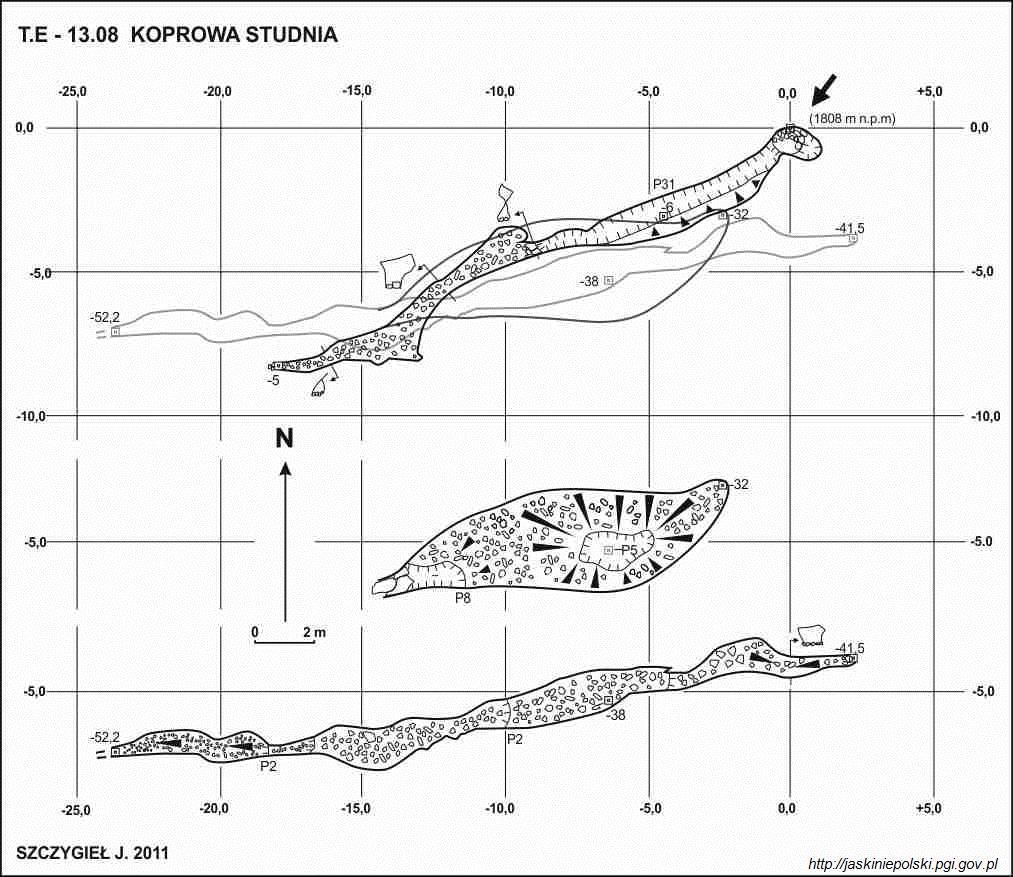 T.E - 13.08 KOPROWA STUDNIA
-25,0 -20,0 -15,0 -10,0 -5,0 0,0 +5,0
0,0 (1808 m n.p.m) 0,0
P31
-6
-32
-41,5
-5,0 -38 -5,0
-52,2
-5
-10,0 -10,0
N
-32
-5,0 P5 -5.0
P8
0 2 m
-41,5
-5,0 -5,0
-38
-52,2 P2
P2
-25,0 -20,0 -15,0 -10,0 -5,0 0,0 +5,0
SZCZYGIEŁ J. 2011
http://jaskiniepolski.pgi.gov.pl